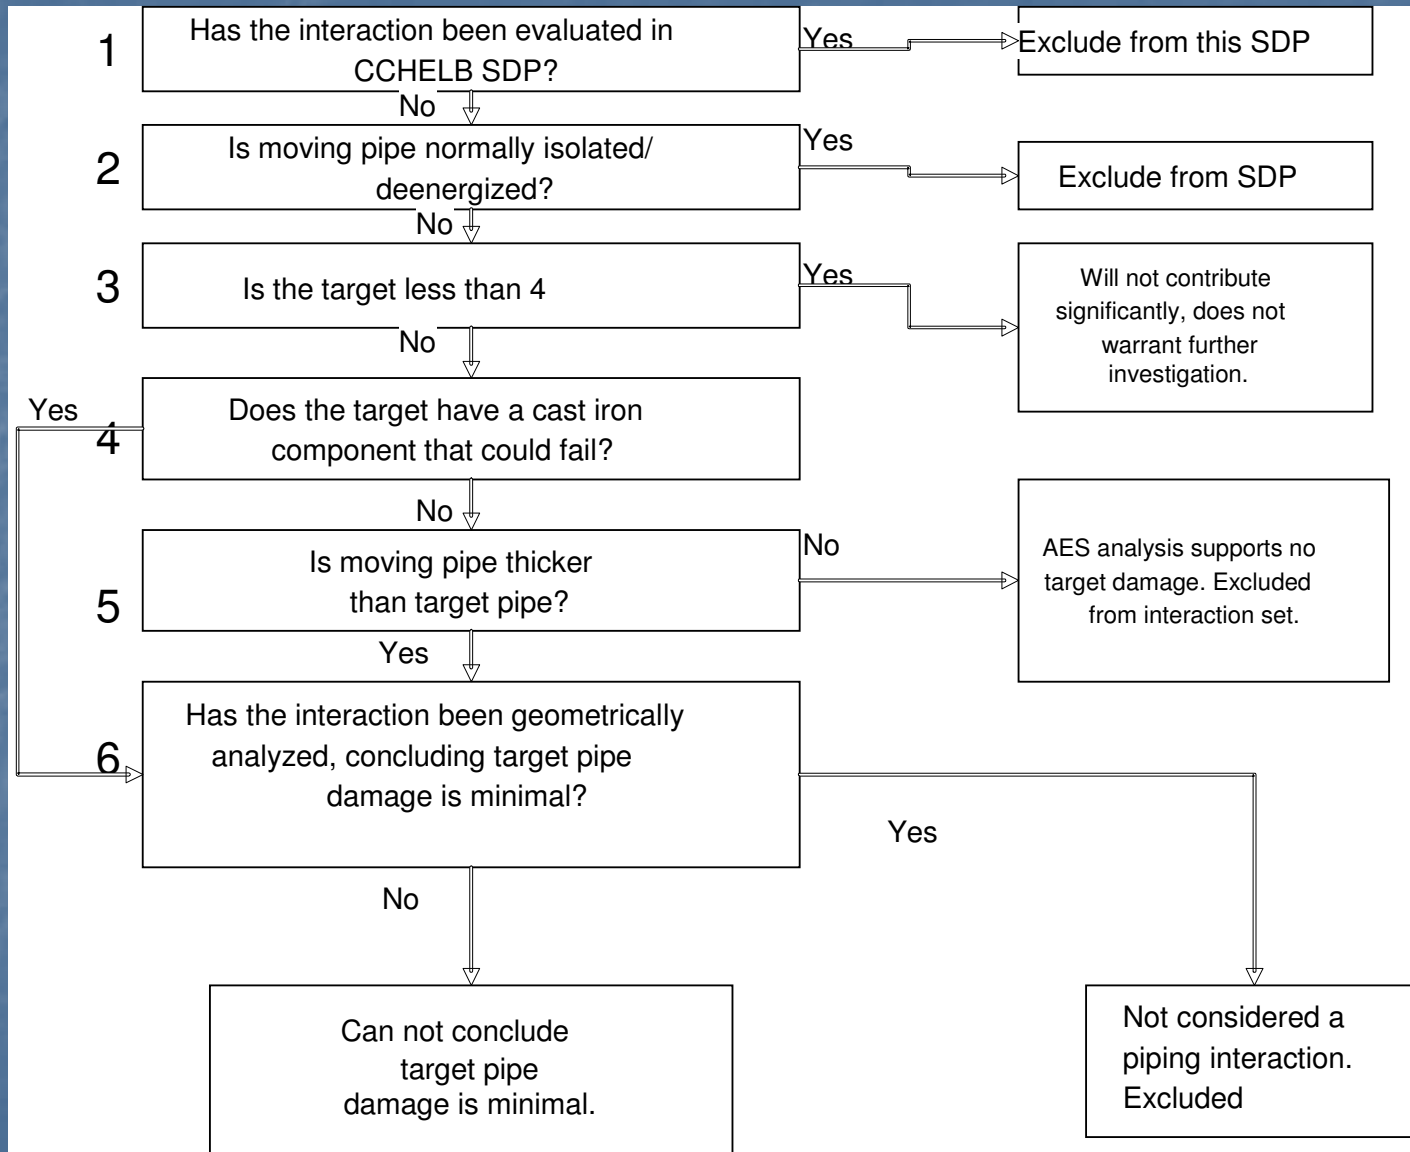 1
Has the interaction been evaluated in
CCHELB SDP?
Yes
Exclude from this SDP
No
2
Is moving pipe normally isolated/
deenergized?
Yes
Exclude from SDP
No
3
Is the target less than 4
Yes
Will not contribute
significantly, does not
warrant further
investigation.
No
Yes
4
Does the target have a cast iron
component that could fail?
No
5
Is moving pipe thicker
than target pipe?
No
AES analysis supports no
target damage. Excluded
from interaction set.
Yes
6
Has the interaction been geometrically
analyzed, concluding target pipe
damage is minimal?
Yes
No
Can not conclude
target pipe
damage is minimal.
Not considered a
piping interaction.
Excluded